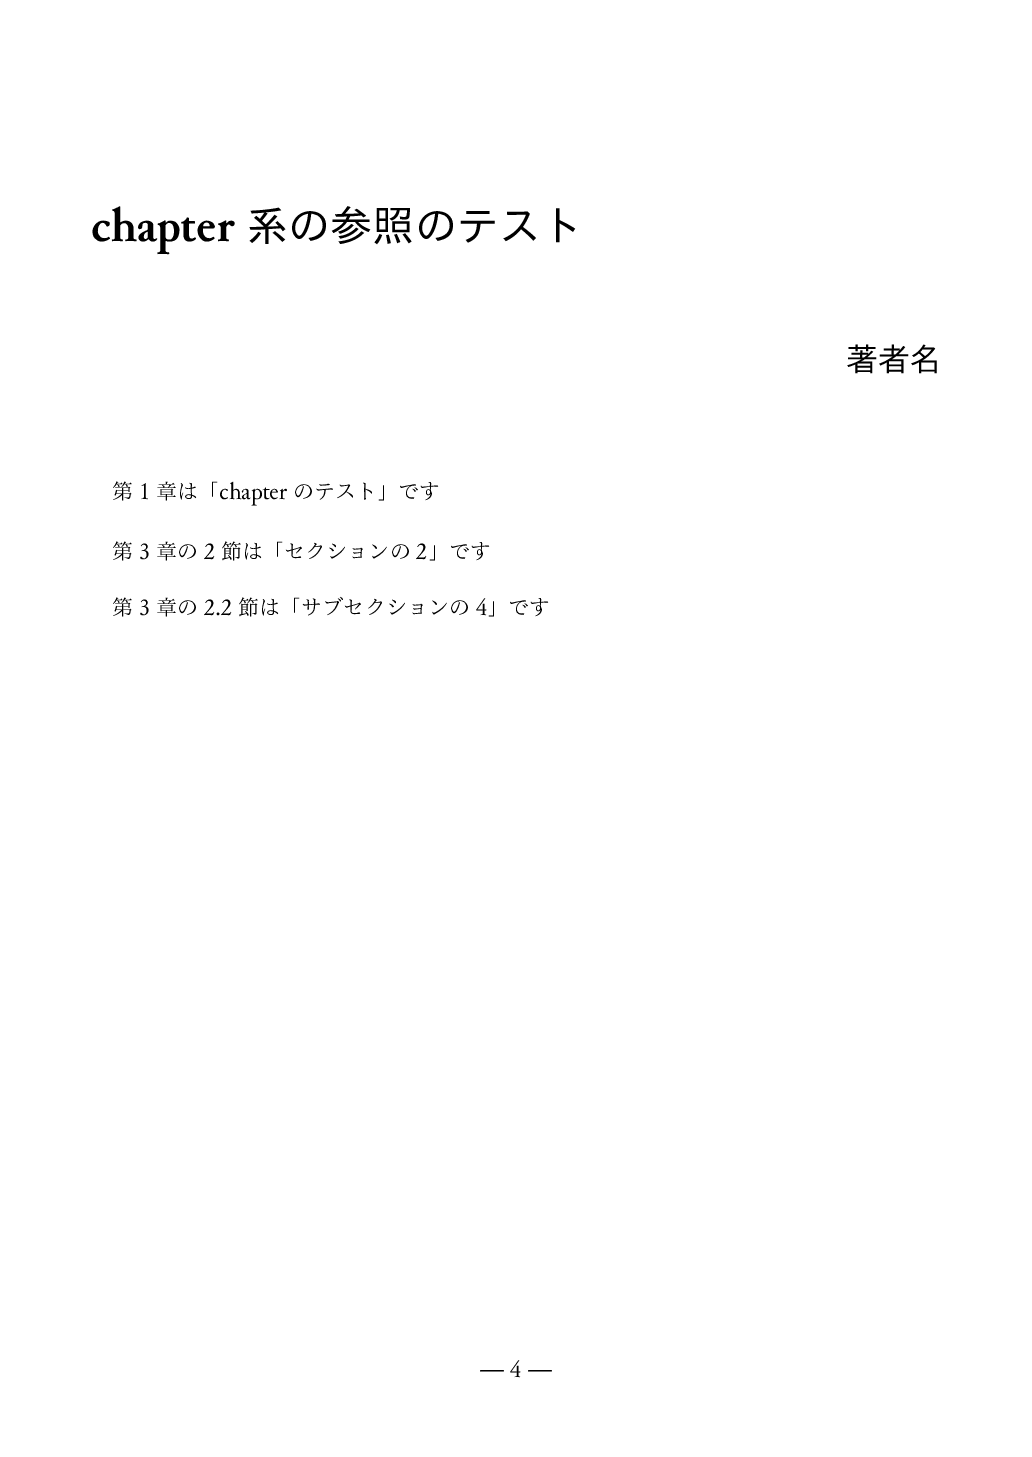 chapter 系の参照のテスト
著者名
第 1 章は「chapter のテスト」です
第 3 章の 2 節は「セクションの 2」です
第 3 章の 2.2 節は「サブセクションの 4」です
— 4 —